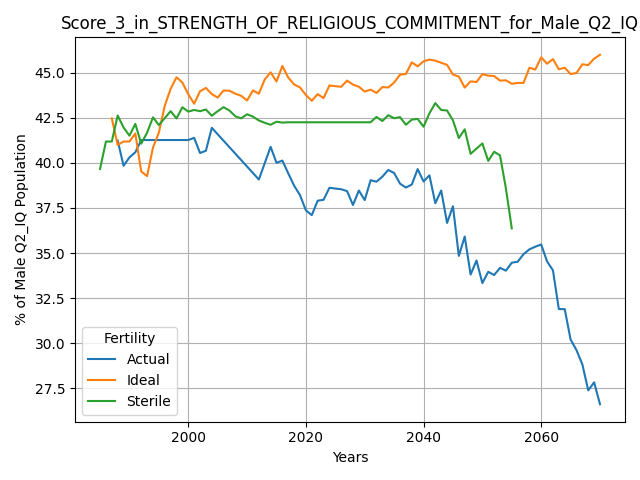 Score_3_in_STRENGTH_OF_RELIGIOUS_COMMITMENT_for_Male_Q2_IQ
% of Male Q2_IQ Population
45.0
42.5
40.0
37.5
35.0
32.5
30.0
27.5
Fertility
Actual
Ideal
Sterile
2000
2020
2040
2060
Years